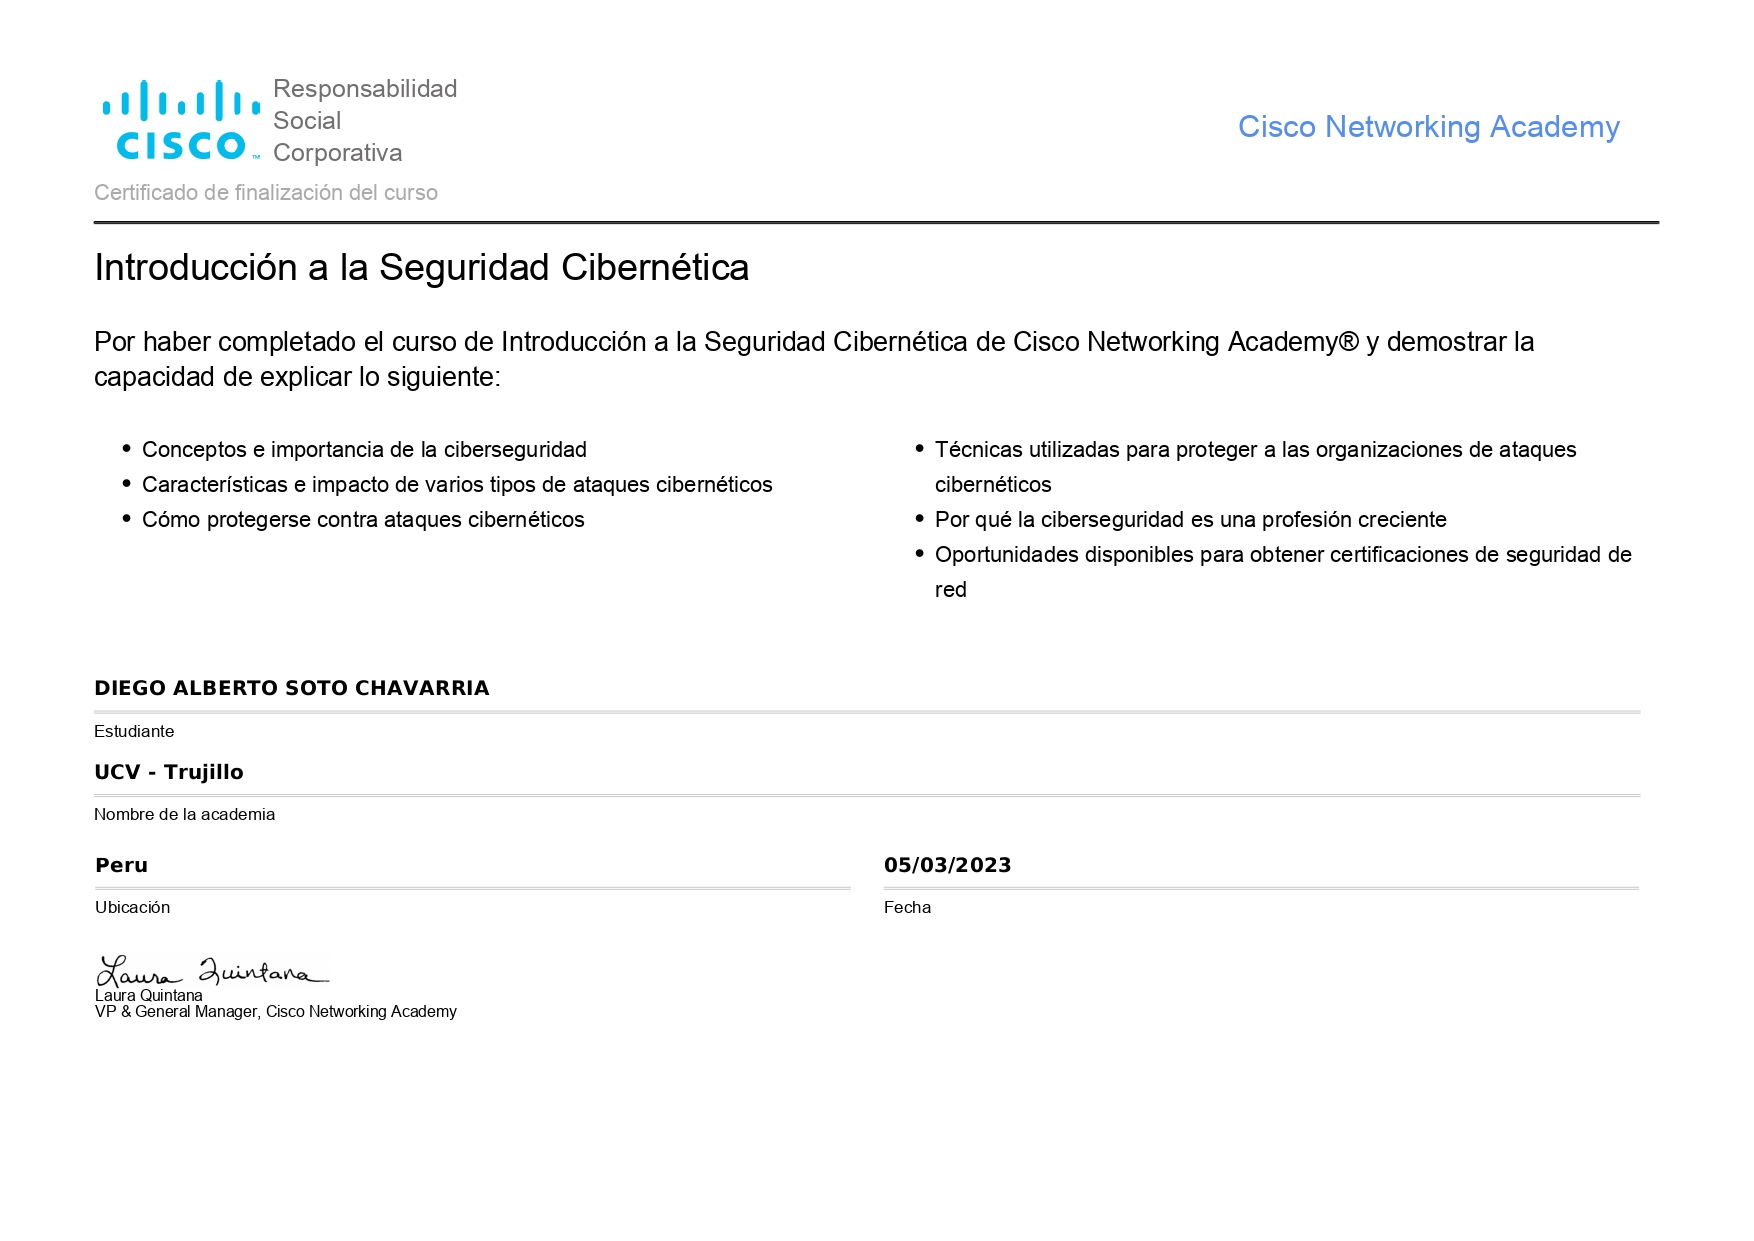 CISCO™
Responsabilidad
Social
Corporativa
Cisco Networking Academy
Certificado de finalización del curso
Introducción a la Seguridad Cibernética
Por haber completado el curso de Introducción a la Seguridad Cibernética de Cisco Networking Academy® y demostrar la
capacidad de explicar lo siguiente:
• Conceptos e importancia de la ciberseguridad
• Características e impacto de varios tipos de ataques cibernéticos
• Cómo protegerse contra ataques cibernéticos
• Técnicas utilizadas para proteger a las organizaciones de ataques
cibernéticos
• Por qué la ciberseguridad es una profesión creciente
• Oportunidades disponibles para obtener certificaciones de seguridad de
red
DIEGO ALBERTO SOTO CHAVARRIA
Estudiante
UCV - Trujillo
Nombre de la academia
Peru
Ubicación
05/03/2023
Fecha
Laura Quintana
Laura Quintana
VP & General Manager, Cisco Networking Academy